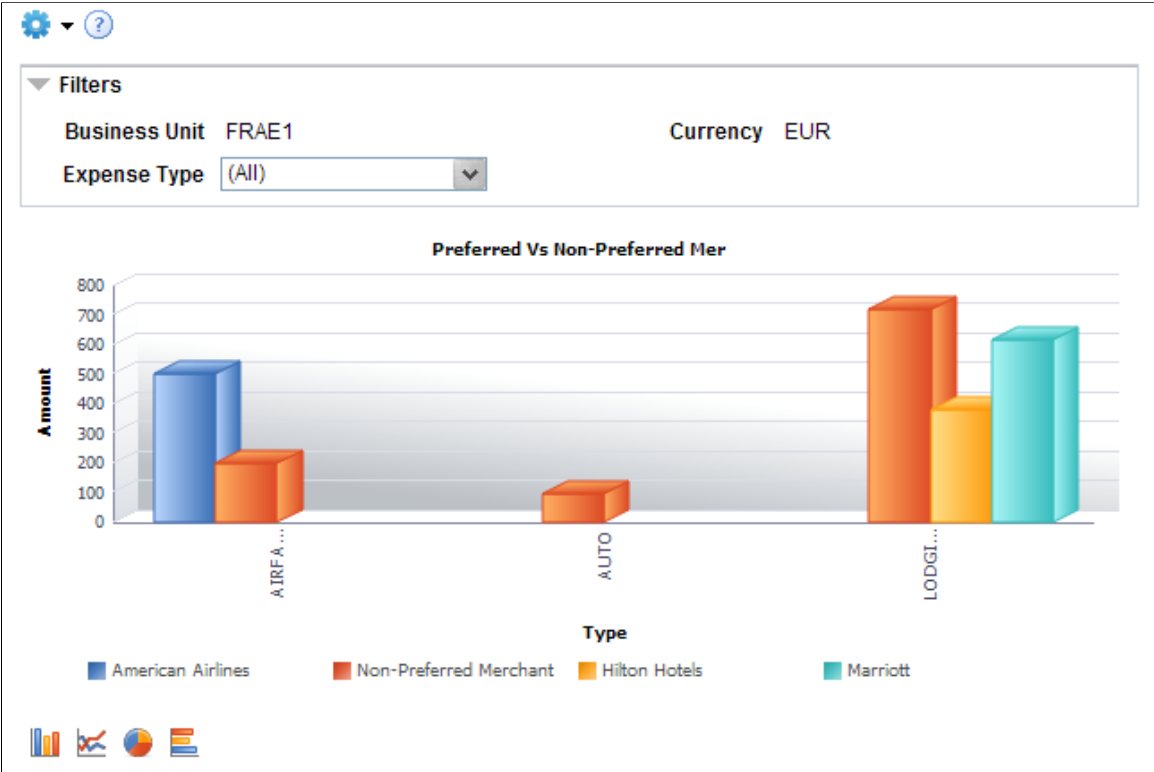 ?
Filters
Business Unit FRAE1 Currency EUR
Expense Type (All)
Preferred Vs Non-Preferred Mer
800
700
600
500
400
300
200
100
0
Amount
AIRFA...
AUTO
LODGI...
Type
American Airlines Non-Preferred Merchant Hilton Hotels Marriott